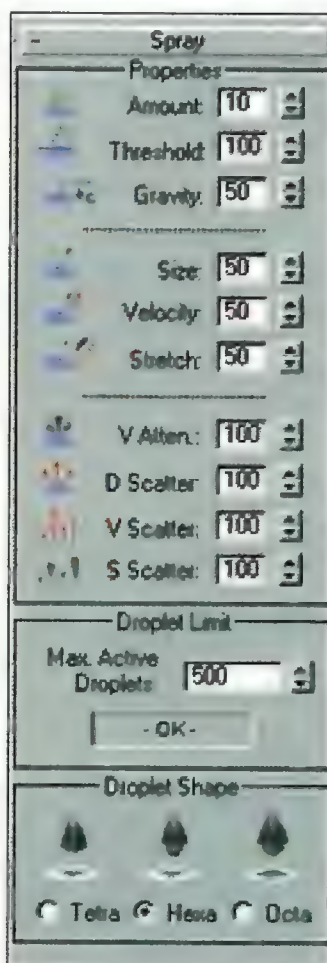 - Spray
Properties
Amount: 10
Threshold: 100
Gravity: 50
Size: 50
Velocity: 50
Stretch: 50
V Atten.: 100
D Scatter: 100
V Scatter: 100
S Scatter: 100
Droplet Limit
Max. Active
Droplets: 500
- OK -
Droplet Shape
Tetra Hexa Octa